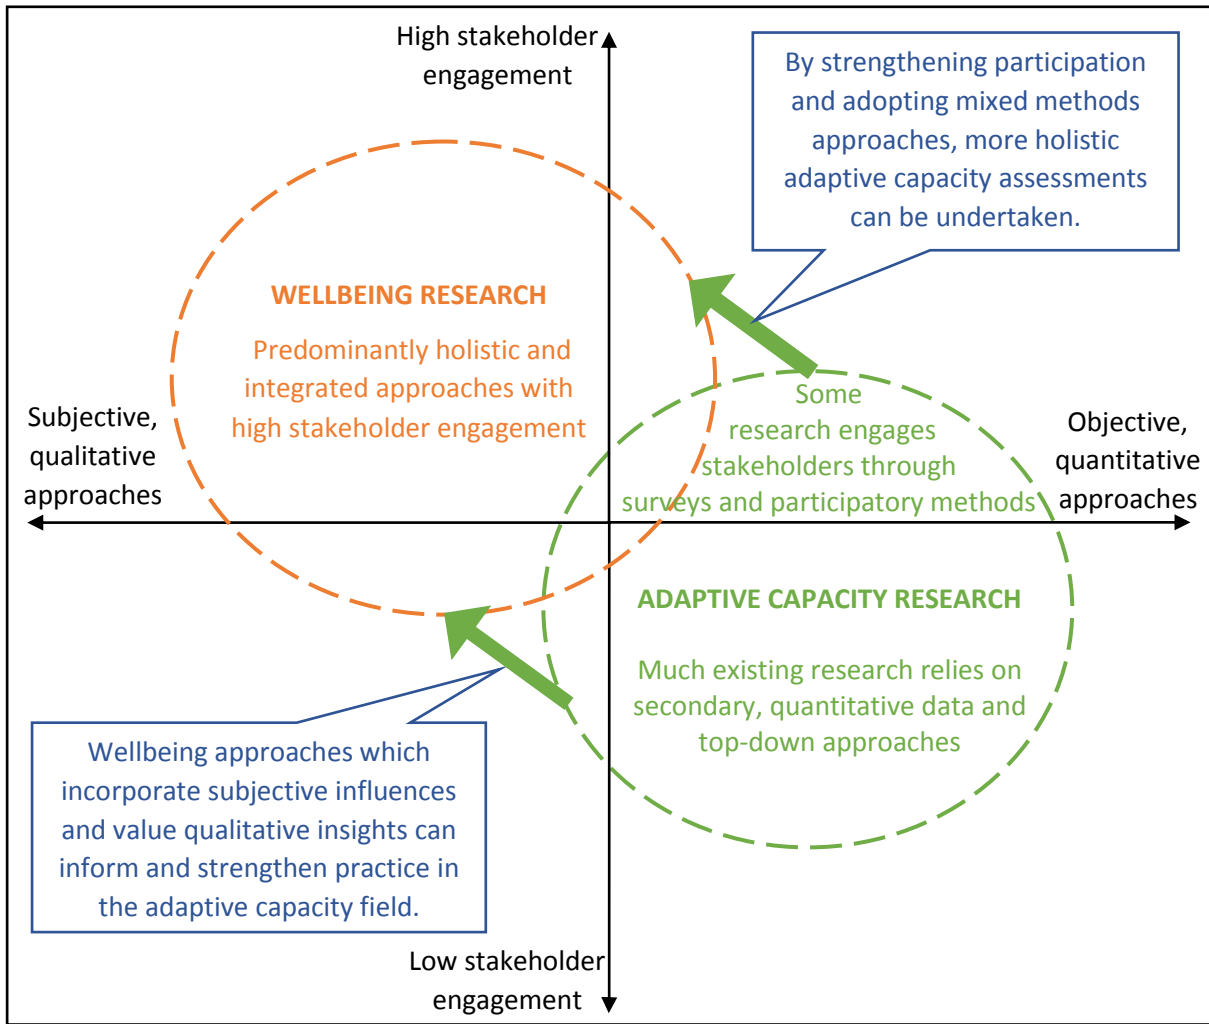 High stakeholder
engagement
By strengthening participation
and adopting mixed methods
approaches, more holistic
adaptive capacity assessments
can be undertaken.
WELLBEING RESEARCH
Predominantly holistic and
integrated approaches with
high stakeholder engagement
Subjective,
qualitative
approaches
Some
research engages
stakeholders through
surveys and participatory methods
Objective,
quantitative
approaches
ADAPTIVE CAPACITY RESEARCH
Much existing research relies on
secondary, quantitative data and
top-down approaches
Wellbeing approaches which
incorporate subjective influences
and value qualitative insights can
inform and strengthen practice in
the adaptive capacity field.
Low stakeholder
engagement